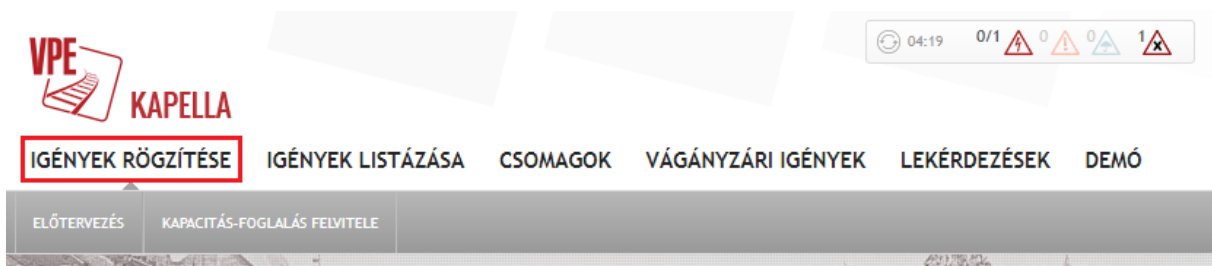 04:19 0/1 0 0 1
VPE
KAPELLA
IGÉNYEK RÖGZÍTÉSE IGÉNYEK LISTÁZÁSA CSOMAGOK VÁGÁNYZÁRI IGÉNYEK LEKÉRDEZÉSEK DEMÓ
ELŐTERVEZÉS KAPACITÁS-FOGLALÁS FELVITELE